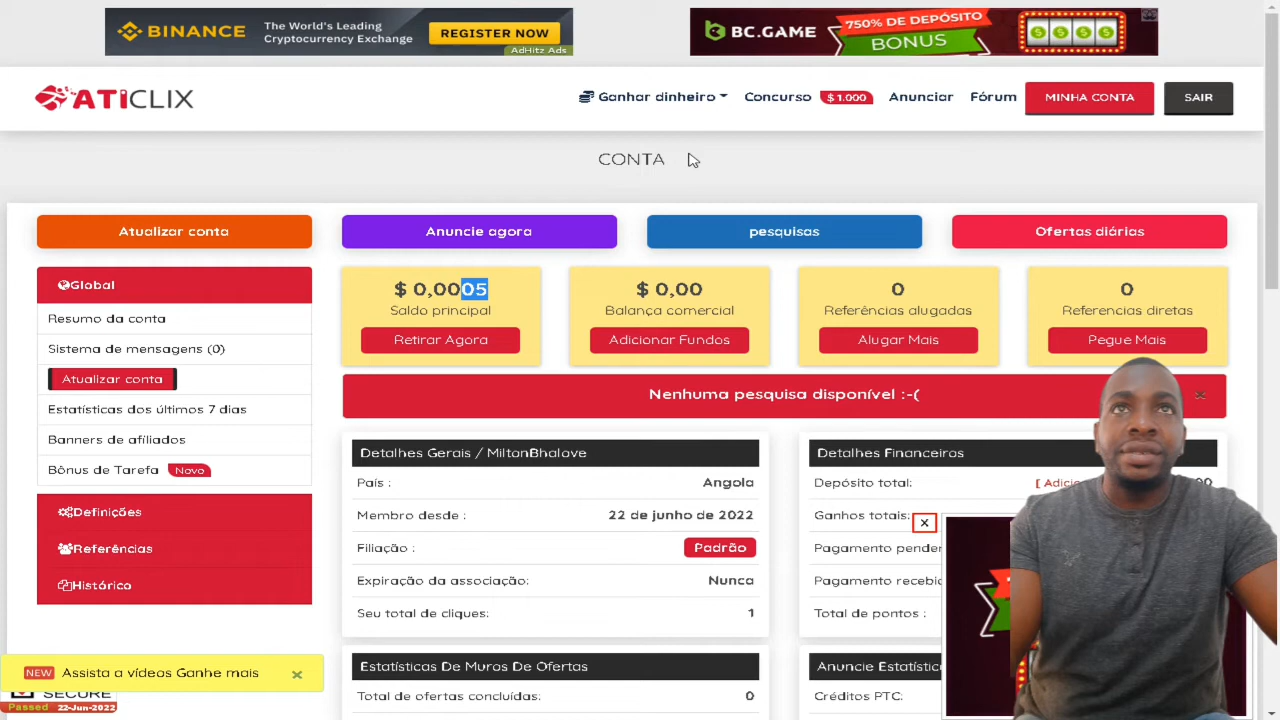 BINANCE
The World's Leading
Cryptocurrency Exchange
REGISTER NOW
AdHitz Ads
BC.GAME
750% DE DEPÓSITO
BONUS
ATICLIX
Ganhar dinheiro
Concurso
$ 1.000
Anunciar
Fórum
MINHA CONTA
SAIR
CONTA
Atualizar conta
Anuncie agora
pesquisas
Ofertas diárias
Global
Resumo da conta
Sistema de mensagens (0)
Atualizar conta
Estatísticas dos últimos 7 dias
Banners de afiliados
Bônus de Tarefa Novo
Definições
Referências
Histórico
$ 0,0005
Saldo principal
Retirar Agora
$ 0,00
Balança comercial
Adicionar Fundos
0
Referências alugadas
Alugar Mais
0
Referencias diretas
Pegue Mais
Nenhuma pesquisa disponível :-(
×
Detalhes Gerais / MiltonBhalove
País : Angola
Membro desde : 22 de junho de 2022
Filiação : Padrão
Expiração da associação: Nunca
Seu total de cliques: 1
Detalhes Financeiros
Depósito total:
Ganhos totais:
Total de pontos :
Estatísticas De Muros De Ofertas
Total de ofertas concluídas: 0
Créditos PTC:
NEW Assista a vídeos Ganhe mais ×
SECURE
Passed 22-Jun-2022